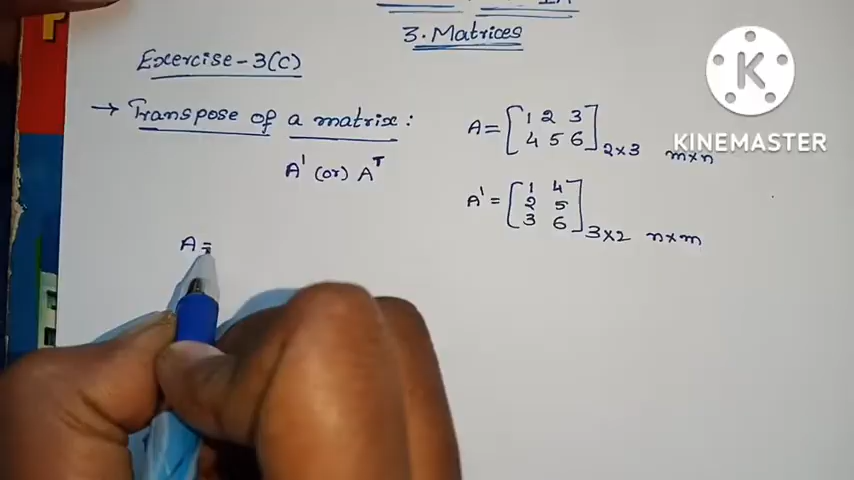 3. Matrices
Exercise - 3(c)
→ Transpose of a matrix :
A' (or) Aᵀ
A = [1 2 3
4 5 6] 2×3 m×n
A' = [1 4
2 5
3 6] 3×2 n×m
A =
KINEMASTER